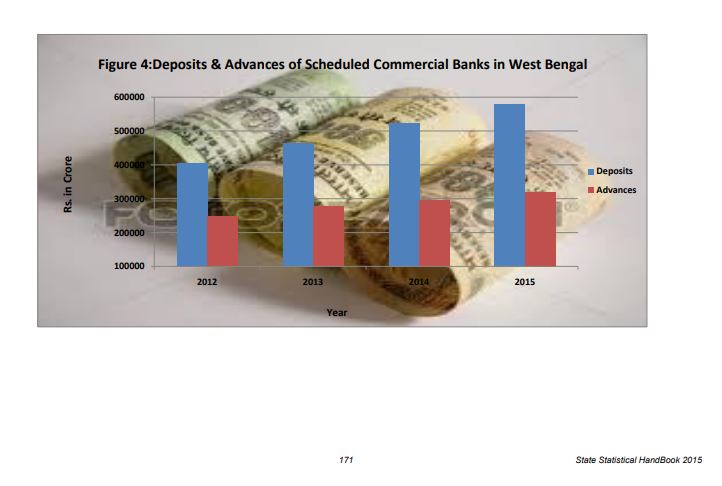 Figure 4:Deposits & Advances of Scheduled Commercial Banks in West Bengal
600000
500000
400000
300000
200000
100000
Rs. in Crore
Deposits
Advances
2012 2013 2014 2015
Year
171
State Statistical HandBook 2015